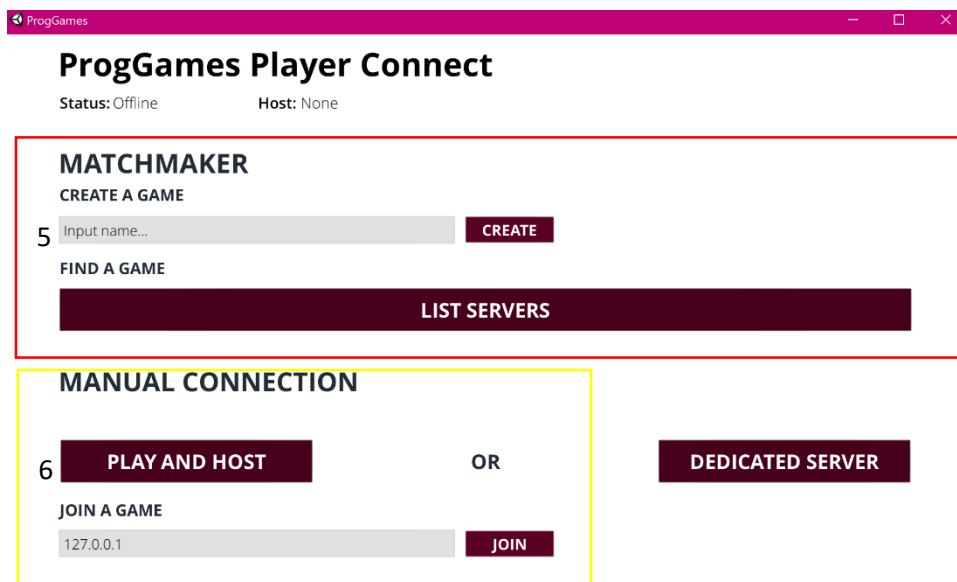 ProgGames
ProgGames Player Connect
Status: Offline Host: None
MATCHMAKER
CREATE A GAME
5 Input name... CREATE
FIND A GAME
LIST SERVERS
MANUAL CONNECTION
6 PLAY AND HOST OR DEDICATED SERVER
JOIN A GAME
127.0.0.1 JOIN